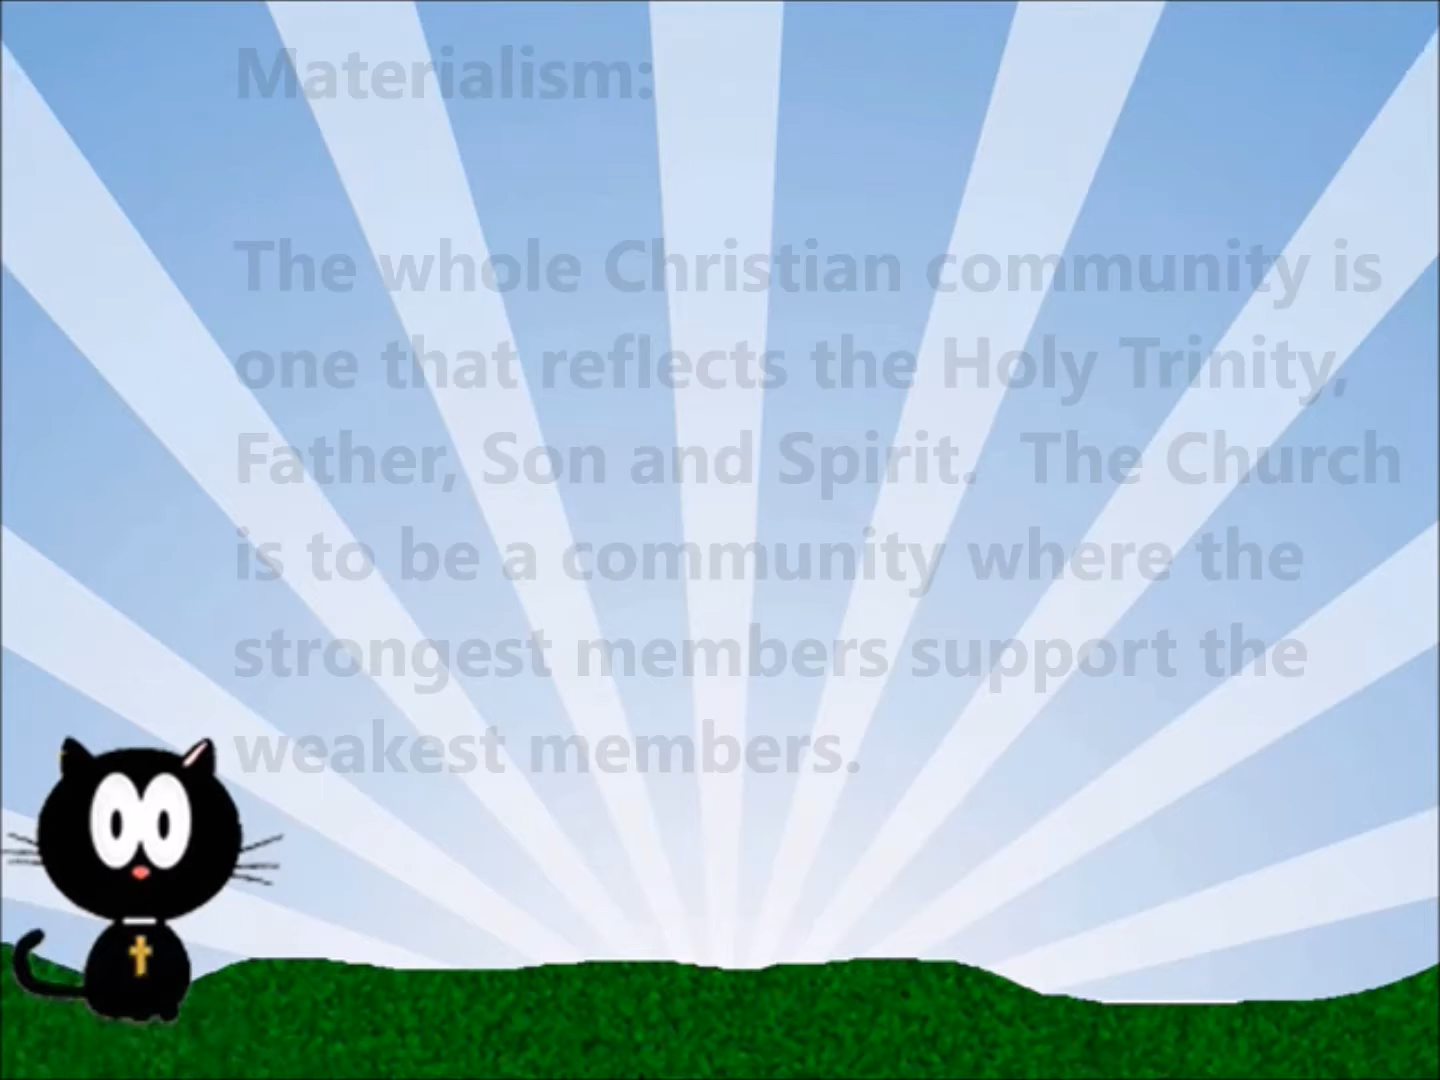 Materialism:
The whole Christian community is
one that reflects the Holy Trinity,
Father, Son and Spirit.  The Church
is to be a community where the
strongest members support the
weakest members.